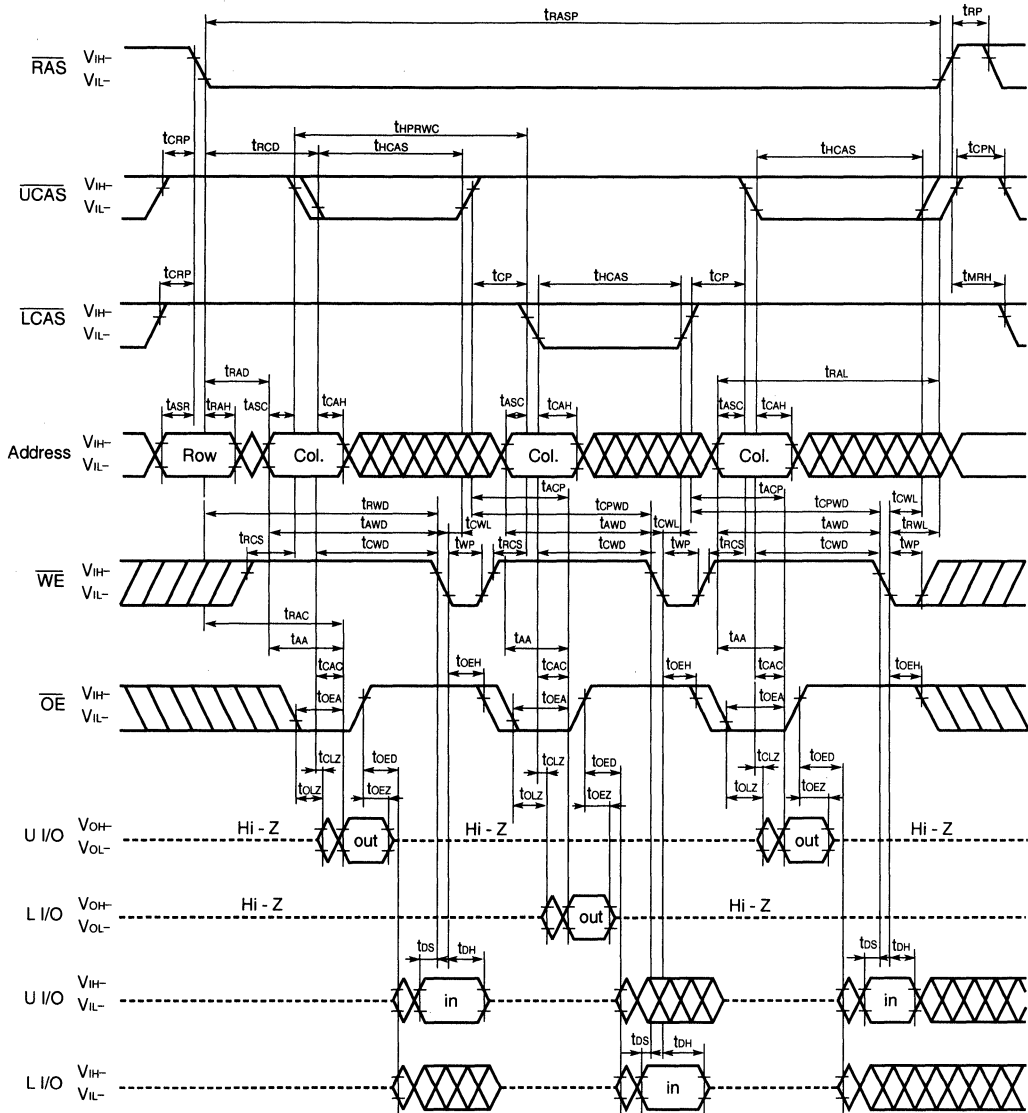 tRASP tRP
RAS VIH– VIL–
tHPRWC
tCRP tRCD tHCAS tHCAS tCPN
UCAS VIH– VIL–
tCRP tCP tHCAS tCP tMRH
LCAS VIH– VIL–
tRAD tRAL
tASR tRAH tASC tCAH tASC tCAH tASC tCAH
Address VIH– VIL– Row Col. Col. Col.
tACP tACP
tRWD tCPWD tCPWD tCWL
tAWD tCWL tAWD tCWL tAWD tRWL
tRCS tCWD tWP tRCS tCWD tWP tRCS tCWD tWP
WE VIH– VIL–
tRAC
tAA tAA tAA
tCAC tOEH tCAC tOEH tCAC tOEH
tOEA tOEA tOEA
OE VIH– VIL–
tCLZ tOED tCLZ tOED tCLZ tOED
tOLZ tOEZ tOLZ tOEZ tOLZ tOEZ
U I/O VOH– VOL– Hi - Z out Hi - Z out Hi - Z
L I/O VOH– VOL– Hi - Z out Hi - Z
tDS tDH tDS tDH
U I/O VIH– VIL– in in
tDS tDH
L I/O VIH– VIL– in